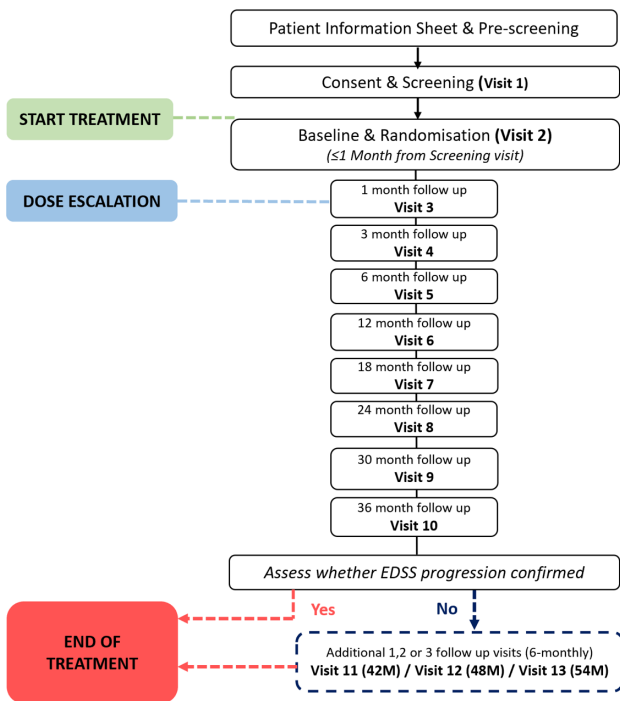 Patient Information Sheet & Pre-screening
Consent & Screening (Visit 1)
START TREATMENT
Baseline & Randomisation (Visit 2)
(≤1 Month from Screening visit)
DOSE ESCALATION
1 month follow up
Visit 3
3 month follow up
Visit 4
6 month follow up
Visit 5
12 month follow up
Visit 6
18 month follow up
Visit 7
24 month follow up
Visit 8
30 month follow up
Visit 9
36 month follow up
Visit 10
Assess whether EDSS progression confirmed
Yes
No
END OF
TREATMENT
Additional 1,2 or 3 follow up visits (6-monthly)
Visit 11 (42M) / Visit 12 (48M) / Visit 13 (54M)